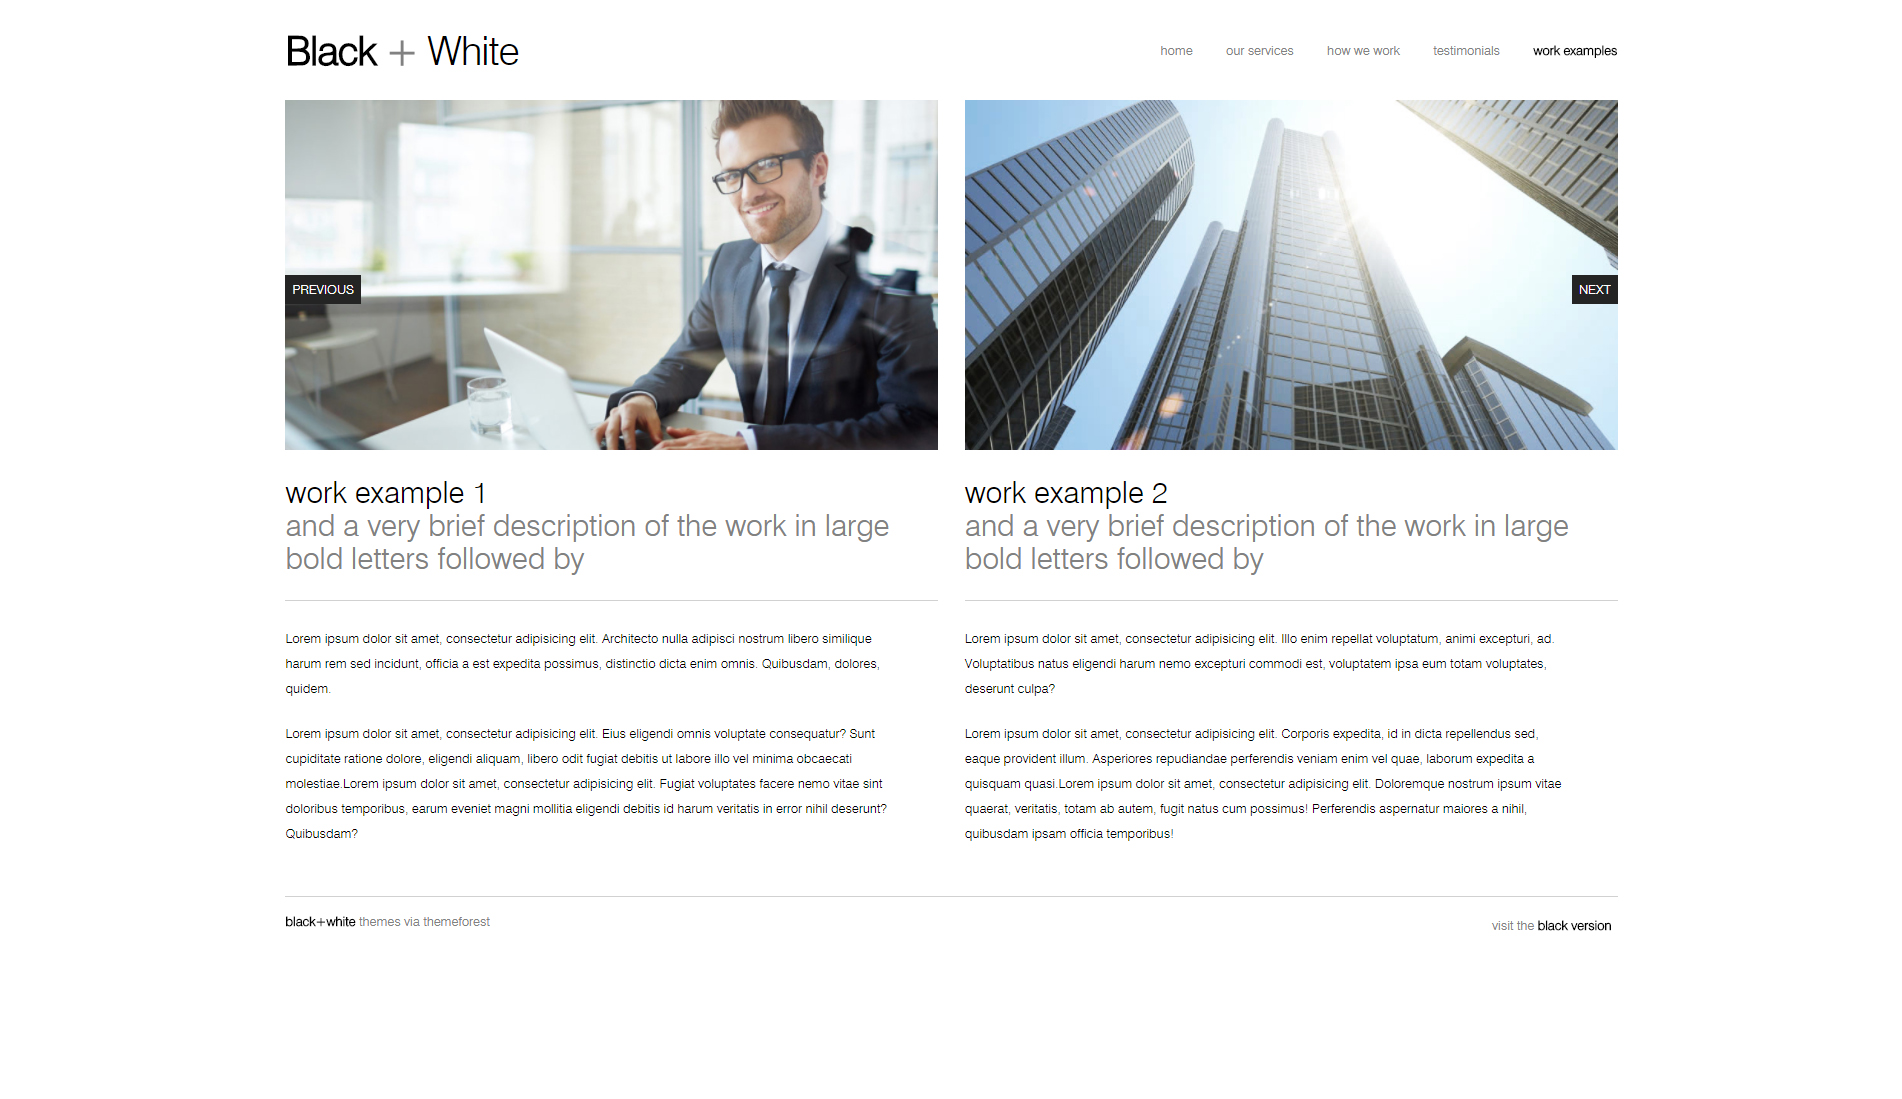 Black + White
home our services how we work testimonials work examples
PREVIOUS
NEXT
work example 1
and a very brief description of the work in large
bold letters followed by
Lorem ipsum dolor sit amet, consectetur adipisicing elit. Architecto nulla adipisci nostrum libero similique
harum rem sed incidunt, officia a est expedita possimus, distinctio dicta enim omnis. Quibusdam, dolores,
quidem.
Lorem ipsum dolor sit amet, consectetur adipisicing elit. Eius eligendi omnis voluptate consequatur? Sunt
cupiditate ratione dolore, eligendi aliquam, libero odit fugiat debitis ut labore illo vel minima obcaecati
molestiae.Lorem ipsum dolor sit amet, consectetur adipisicing elit. Fugiat voluptates facere nemo vitae sint
doloribus temporibus, earum eveniet magni mollitia eligendi debitis id harum veritatis in error nihil deserunt?
Quibusdam?
work example 2
and a very brief description of the work in large
bold letters followed by
Lorem ipsum dolor sit amet, consectetur adipisicing elit. Illo enim repellat voluptatum, animi excepturi, ad.
Voluptatibus natus eligendi harum nemo excepturi commodi est, voluptatem ipsa eum totam voluptates,
deserunt culpa?
Lorem ipsum dolor sit amet, consectetur adipisicing elit. Corporis expedita, id in dicta repellendus sed,
eaque provident illum. Asperiores repudiandae perferendis veniam enim vel quae, laborum expedita a
quisquam quasi.Lorem ipsum dolor sit amet, consectetur adipisicing elit. Doloremque nostrum ipsum vitae
quaerat, veritatis, totam ab autem, fugit natus cum possimus! Perferendis aspernatur maiores a nihil,
quibusdam ipsam officia temporibus!
black+white themes via themeforest
visit the black version